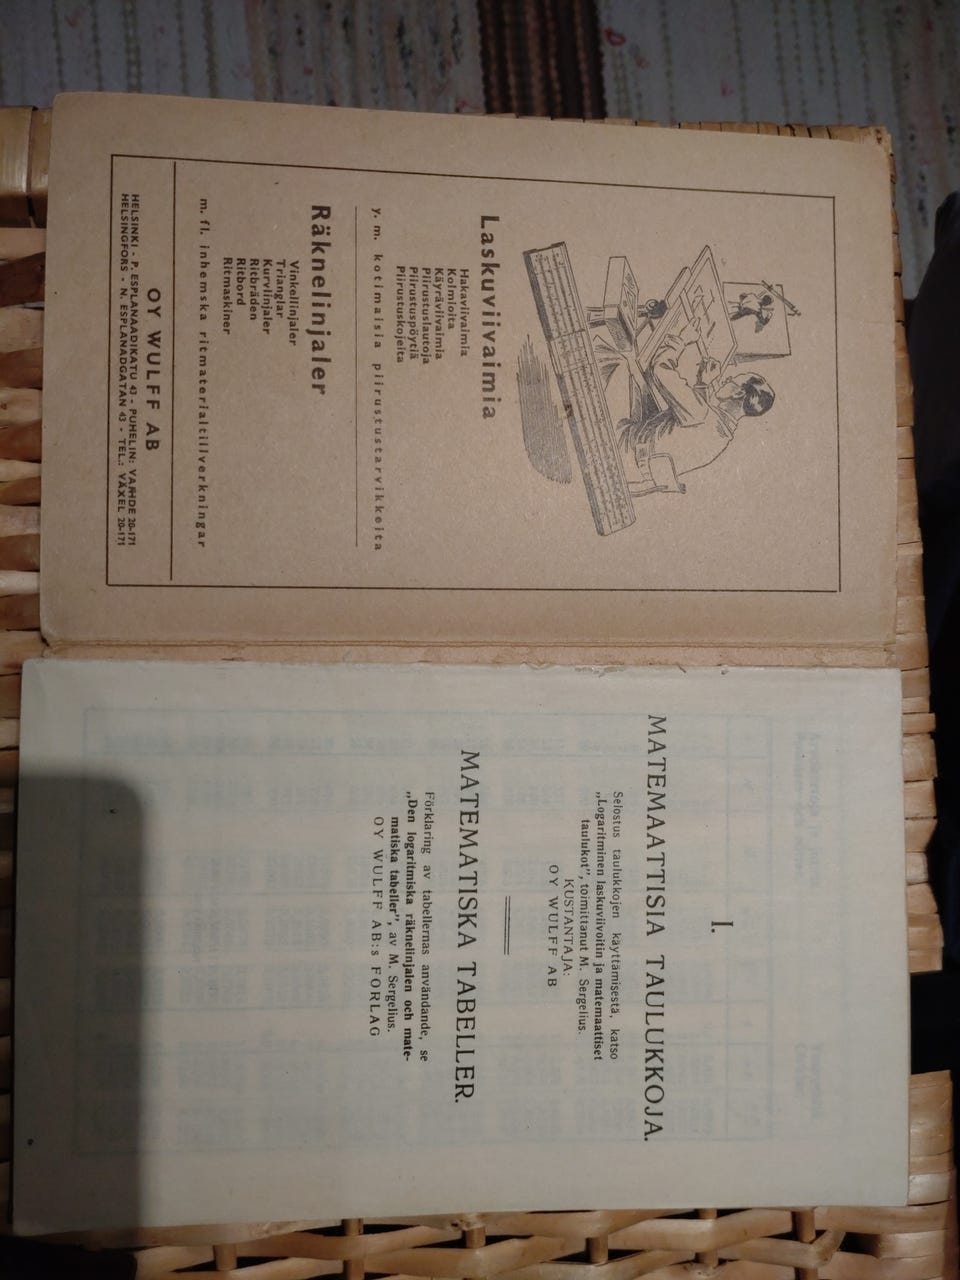 Laskuviivaimia
Hakaviivaimia
Kolmioita
Käyräviivaimia
Piirustuslautoja
Piirustuspöytiä
Piirustuskojeita
y. m. kotimaisia piirustustarvikkeita
Räknelinjaler
Vinkellinjaler
Trianglar
Kurvlinjaler
Ritbräden
Ritbord
Ritmaskiner
m. fl. inhemska ritmaterialtillverkningar
OY WULFF AB
HELSINKI - P. ESPLANAADIKATU 43 - PUHELIN: VAIHDE 20-171
HELSINGFORS - N. ESPLANADGATAN 43 - TEL.: VÄXEL 20-171
I.
MATEMAATTISIA TAULUKKOJA.
Selostus taulukkojen käyttämisestä, katso
„Logaritminen laskuviivoitin ja matemaattiset
taulukot", toimittanut M. Sergelius.
KUSTANTAJA:
OY WULFF AB
MATEMATISKA TABELLER.
Förklaring av tabellernas användande, se
„Den logaritmiska räknelinjalen och mate-
matiska tabeller", av M. Sergelius.
OY WULFF AB:s FORLAG